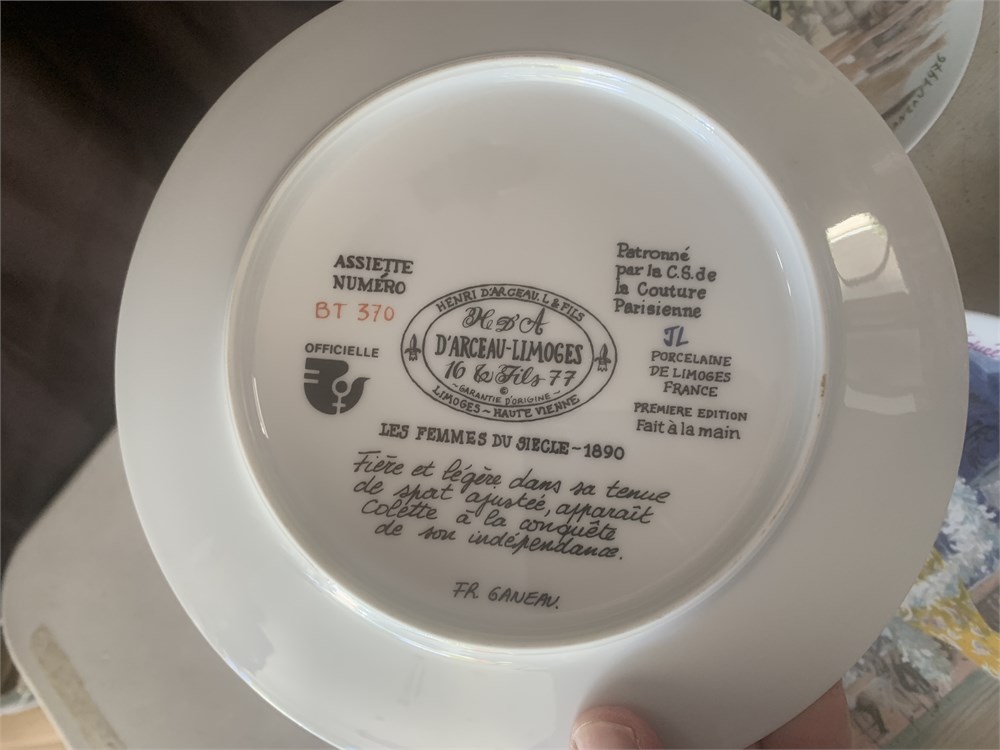 ASSIETTE
NUMÉRO
BT 370
OFFICIELLE
HENRI D'ARCEAU. L & FILS
H D'A
D'ARCEAU-LIMOGES
16 & Fils 77
©
~GARANTIE D'ORIGINE~
LIMOGES ~ HAUTE VIENNE
Patronné
par la C.S. de
la Couture
Parisienne
JL
PORCELAINE
DE LIMOGES
FRANCE
PREMIERE EDITION
Fait à la main
LES FEMMES DU SIECLE - 1890
Fière et légère dans sa tenue
de sport ajustée, apparaît
Colette à la conquête
de son indépendance.
FR. GANEAU.
1976